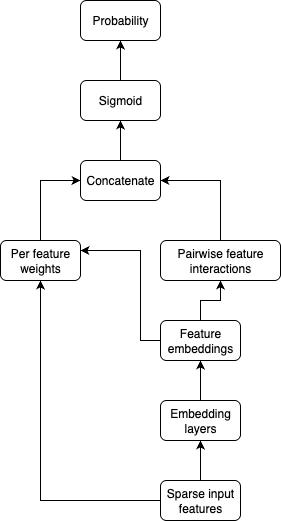 Probability
Sigmoid
Concatenate
Per feature
weights
Pairwise feature
interactions
Feature
embeddings
Embedding
layers
Sparse input
features